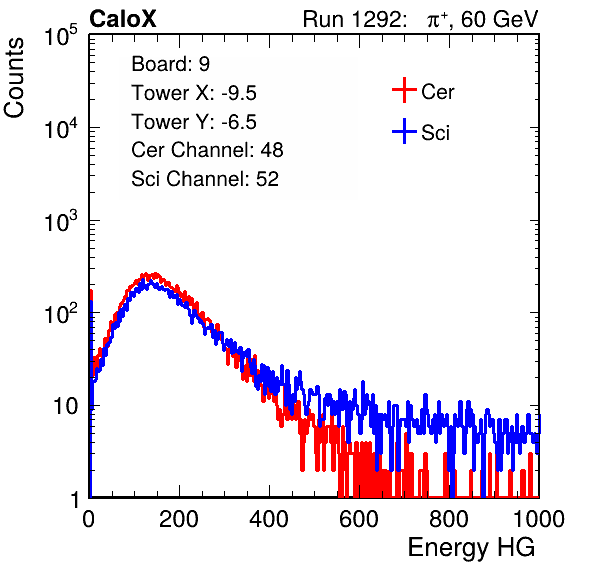 CaloX Run 1292: π⁺, 60 GeV
Counts
Board: 9
Tower X: -9.5
Tower Y: -6.5
Cer Channel: 48
Sci Channel: 52
Cer
Sci
10⁵
10⁴
10³
10²
10
1
0 200 400 600 800 1000
Energy HG